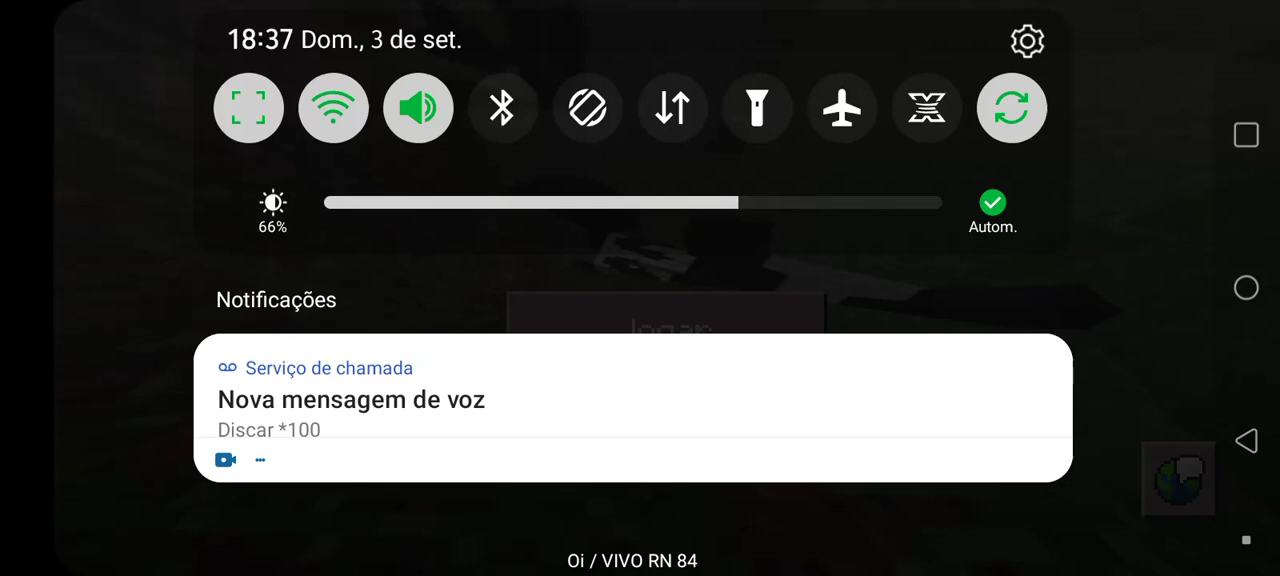 18:37 Dom., 3 de set.
66%
Autom.
Notificações
Jogar
Serviço de chamada
Nova mensagem de voz
Discar *100
Oi / VIVO RN 84